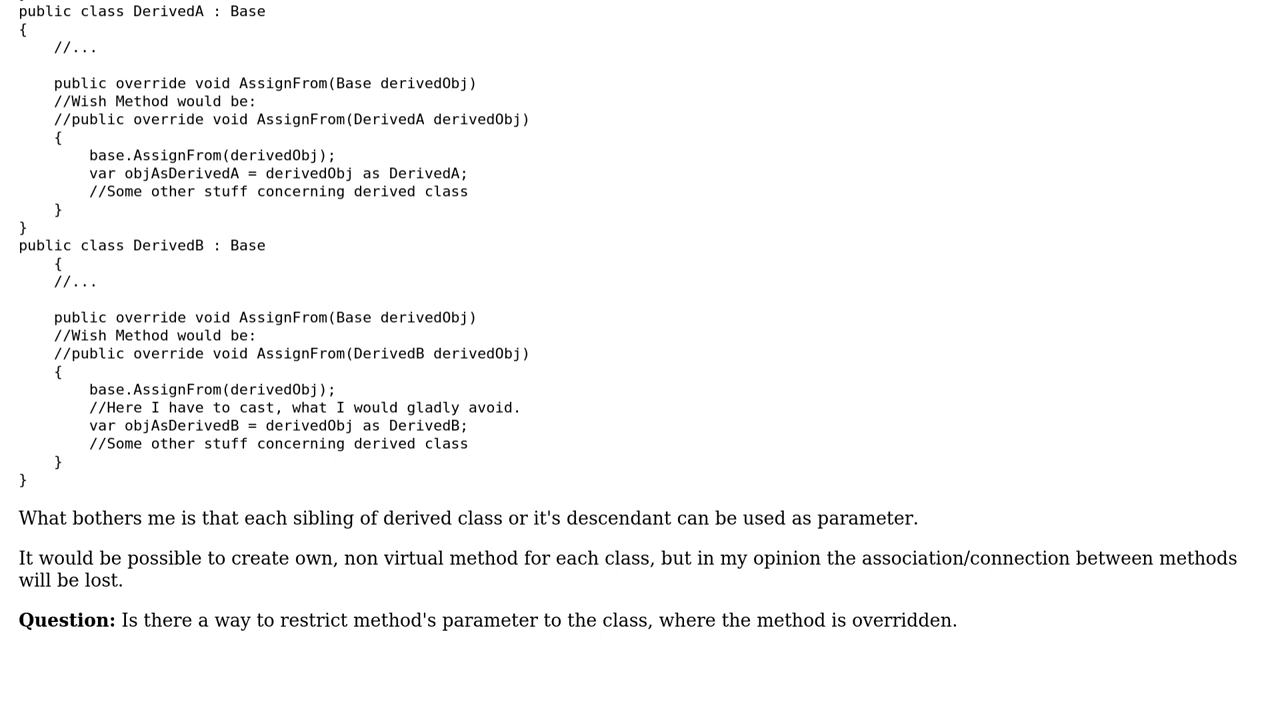 public class DerivedA : Base
{
    //...

    public override void AssignFrom(Base derivedObj)
    //Wish Method would be:
    //public override void AssignFrom(DerivedA derivedObj)
    {
        base.AssignFrom(derivedObj);
        var objAsDerivedA = derivedObj as DerivedA;
        //Some other stuff concerning derived class
    }
}
public class DerivedB : Base
    {
    //...

    public override void AssignFrom(Base derivedObj)
    //Wish Method would be:
    //public override void AssignFrom(DerivedB derivedObj)
    {
        base.AssignFrom(derivedObj);
        //Here I have to cast, what I would gladly avoid.
        var objAsDerivedB = derivedObj as DerivedB;
        //Some other stuff concerning derived class
    }
}
What bothers me is that each sibling of derived class or it's descendant can be used as parameter.
It would be possible to create own, non virtual method for each class, but in my opinion the association/connection between methods
will be lost.
Question: Is there a way to restrict method's parameter to the class, where the method is overridden.